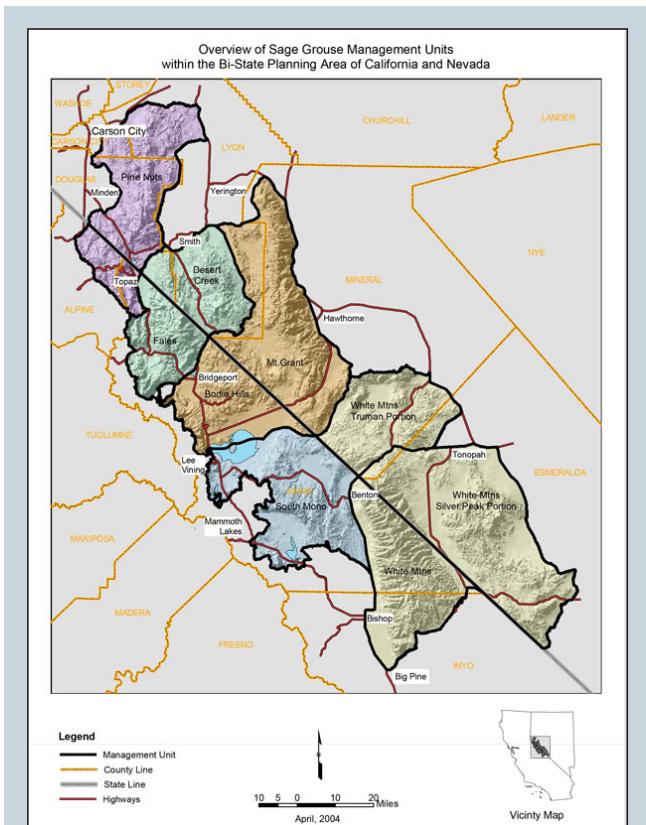 Overview of Sage Grouse Management Units
within the Bi-State Planning Area of California and Nevada
STOREY
WASHOE
CHURCHILL
LANDER
Carson City
CARSON CITY
LYON
DOUGLAS
Pine Nuts
Minden
Yerington
Smith
NYE
Desert
Creek
Topaz
MINERAL
ALPINE
Hawthorne
Fales
Mt Grant
Bridgeport
Bodie Hills
White Mtns
Truman Portion
TUOLUMNE
Lee
Vining
Tonopah
ESMERALDA
Benton
White Mtns
Silver Peak Portion
MONO
South Mono
Mammoth
Lakes
MARIPOSA
White Mtns
MADERA
Bishop
FRESNO
INYO
Big Pine
Legend
Management Unit
County Line
State Line
Highways
N
10 5 0 10 20
Miles
April, 2004
Vicinty Map